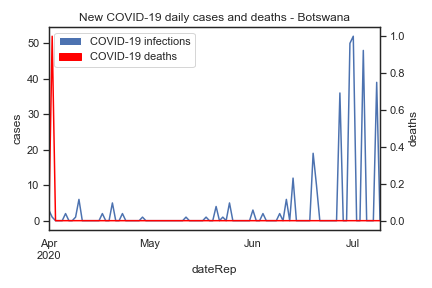 New COVID-19 daily cases and deaths - Botswana
COVID-19 infections
COVID-19 deaths
50
40
30
20
10
0
cases
1.0
0.8
0.6
0.4
0.2
0.0
deaths
Apr May Jun Jul
2020
dateRep